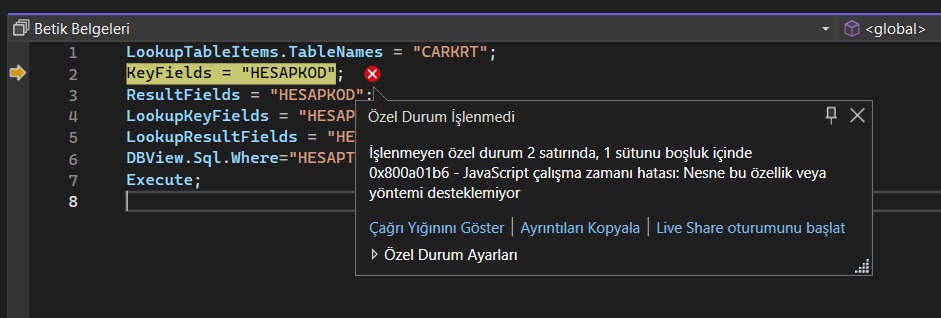 Betik Belgeleri
<global>
1 LookupTableItems.TableNames = "CARKRT";
2 KeyFields = "HESAPKOD";
3 ResultFields = "HESAPKOD";
4 LookupKeyFields = "HESAP
5 LookupResultFields = "HE
6 DBView.Sql.Where="HESAPT
7 Execute;
8
Özel Durum İşlenmedi
İşlenmeyen özel durum 2 satırında, 1 sütunu boşluk içinde
0x800a01b6 - JavaScript çalışma zamanı hatası: Nesne bu özellik veya
yöntemi desteklemiyor
Çağrı Yığınını Göster | Ayrıntıları Kopyala | Live Share oturumunu başlat
Özel Durum Ayarları